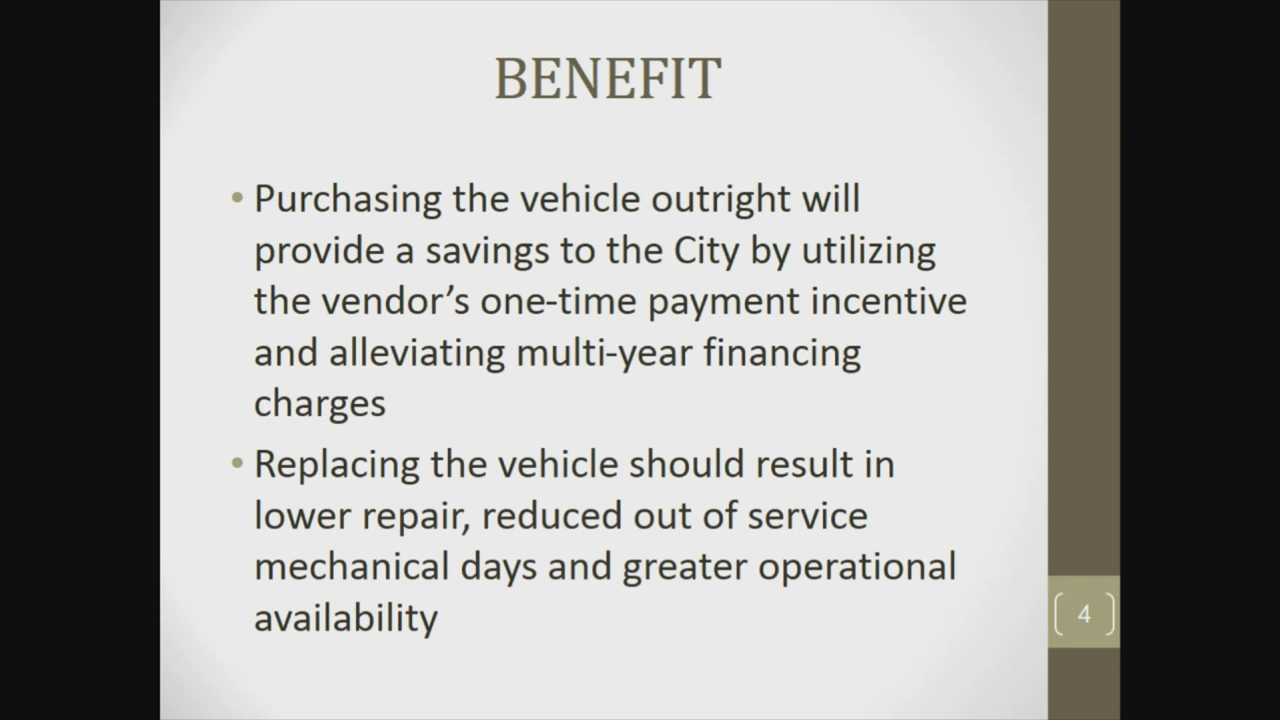 BENEFIT
• Purchasing the vehicle outright will
provide a savings to the City by utilizing
the vendor’s one-time payment incentive
and alleviating multi-year financing
charges
• Replacing the vehicle should result in
lower repair, reduced out of service
mechanical days and greater operational
availability
4